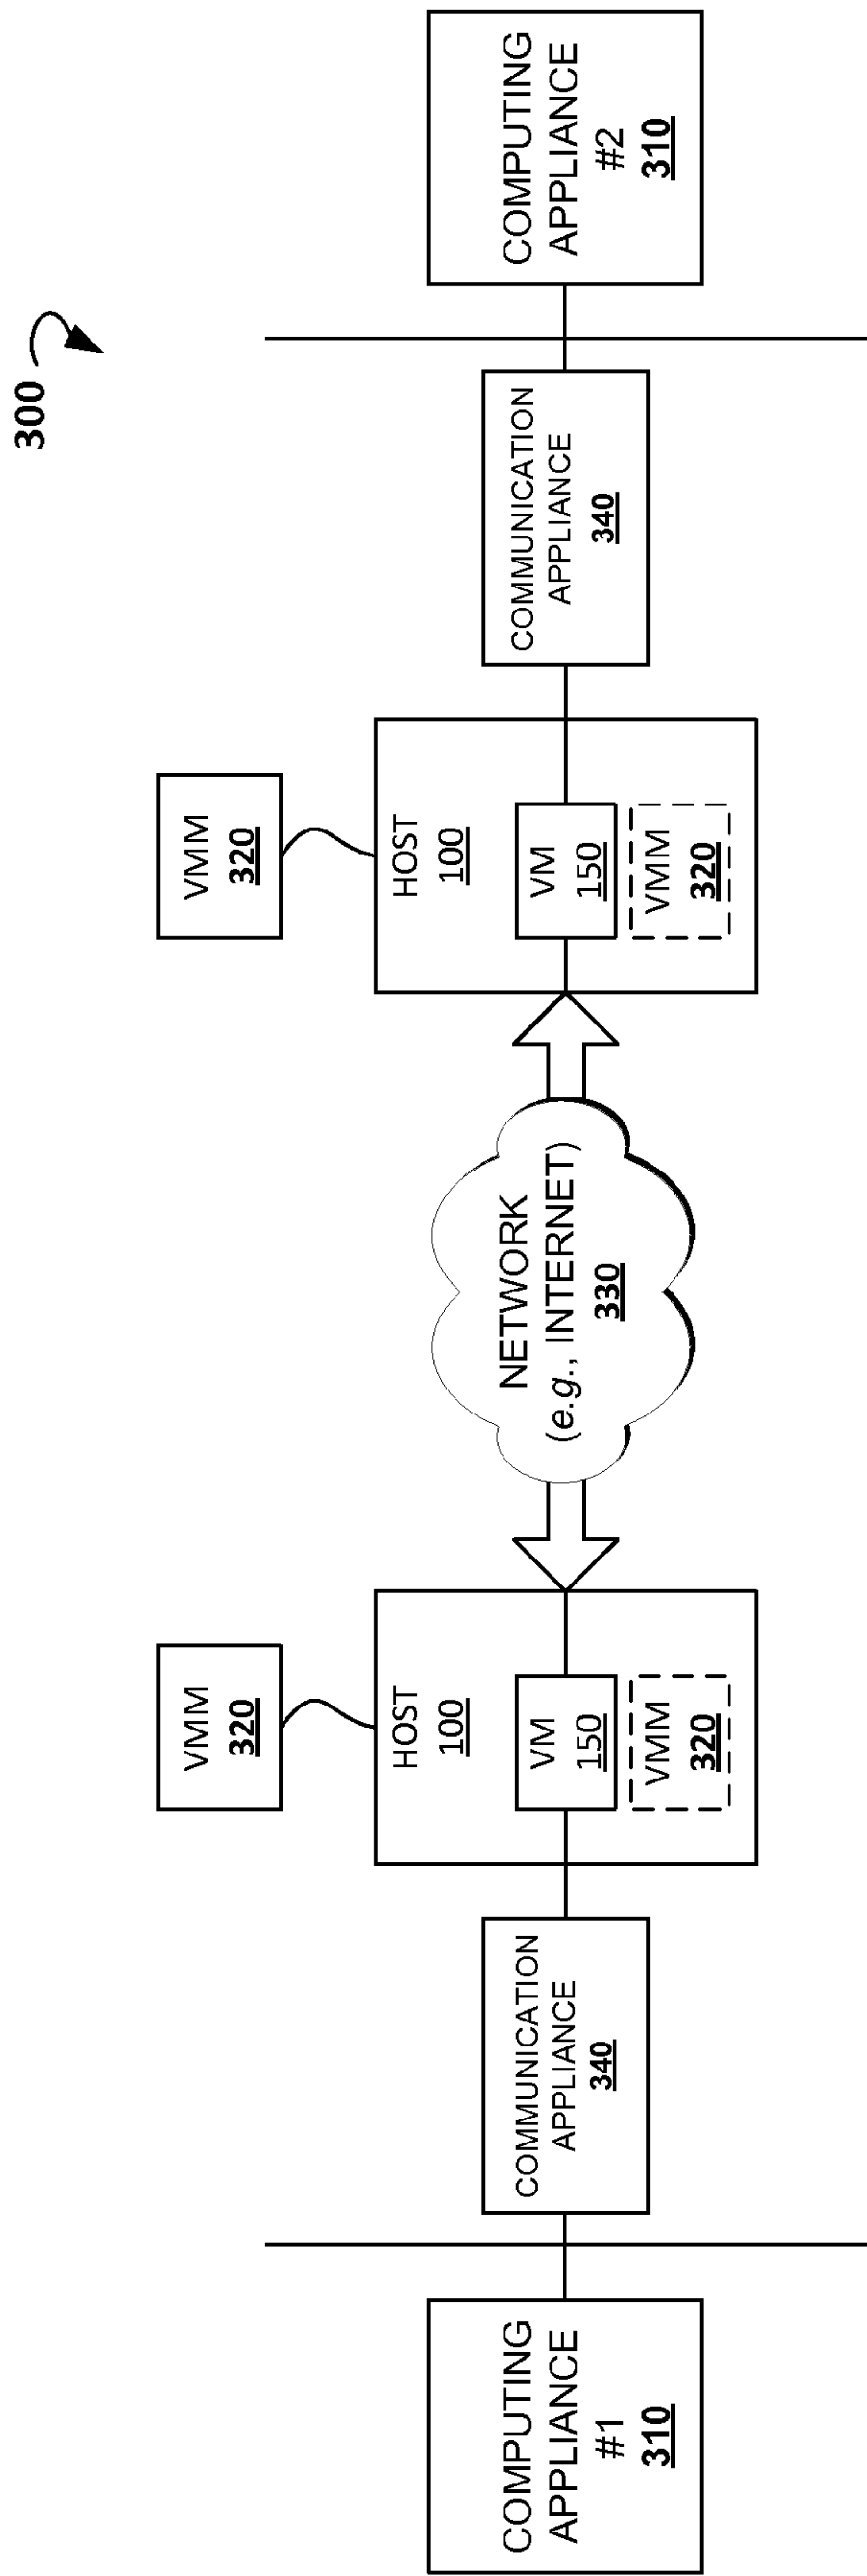 300
VMM
320
VMM
320
COMPUTING
APPLIANCE
#1
310
COMMUNICATION
APPLIANCE
340
HOST
100
VM
150
VMM
320
NETWORK
(e.g., INTERNET)
330
HOST
100
VM
150
VMM
320
COMMUNICATION
APPLIANCE
340
COMPUTING
APPLIANCE
#2
310